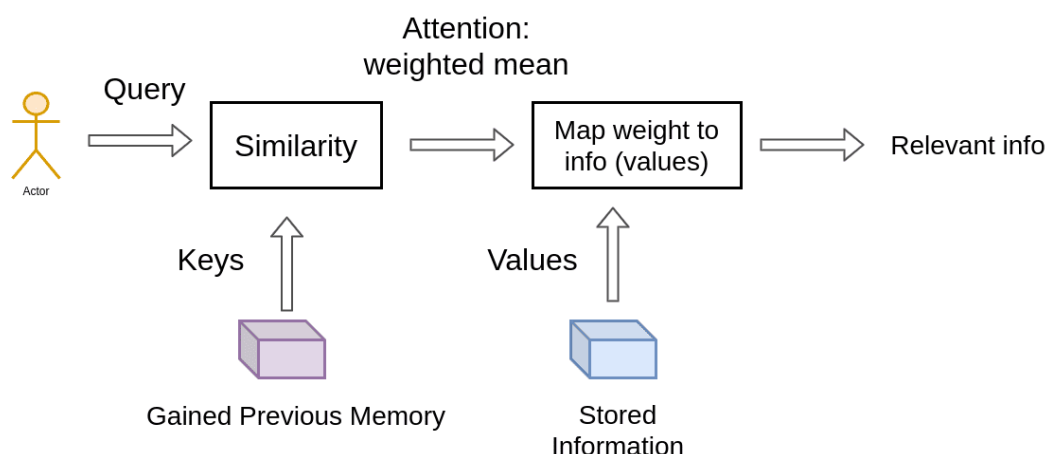 Attention:
weighted mean
Query
Similarity
Map weight to
info (values)
Relevant info
Actor
Keys
Values
Gained Previous Memory
Stored
Information